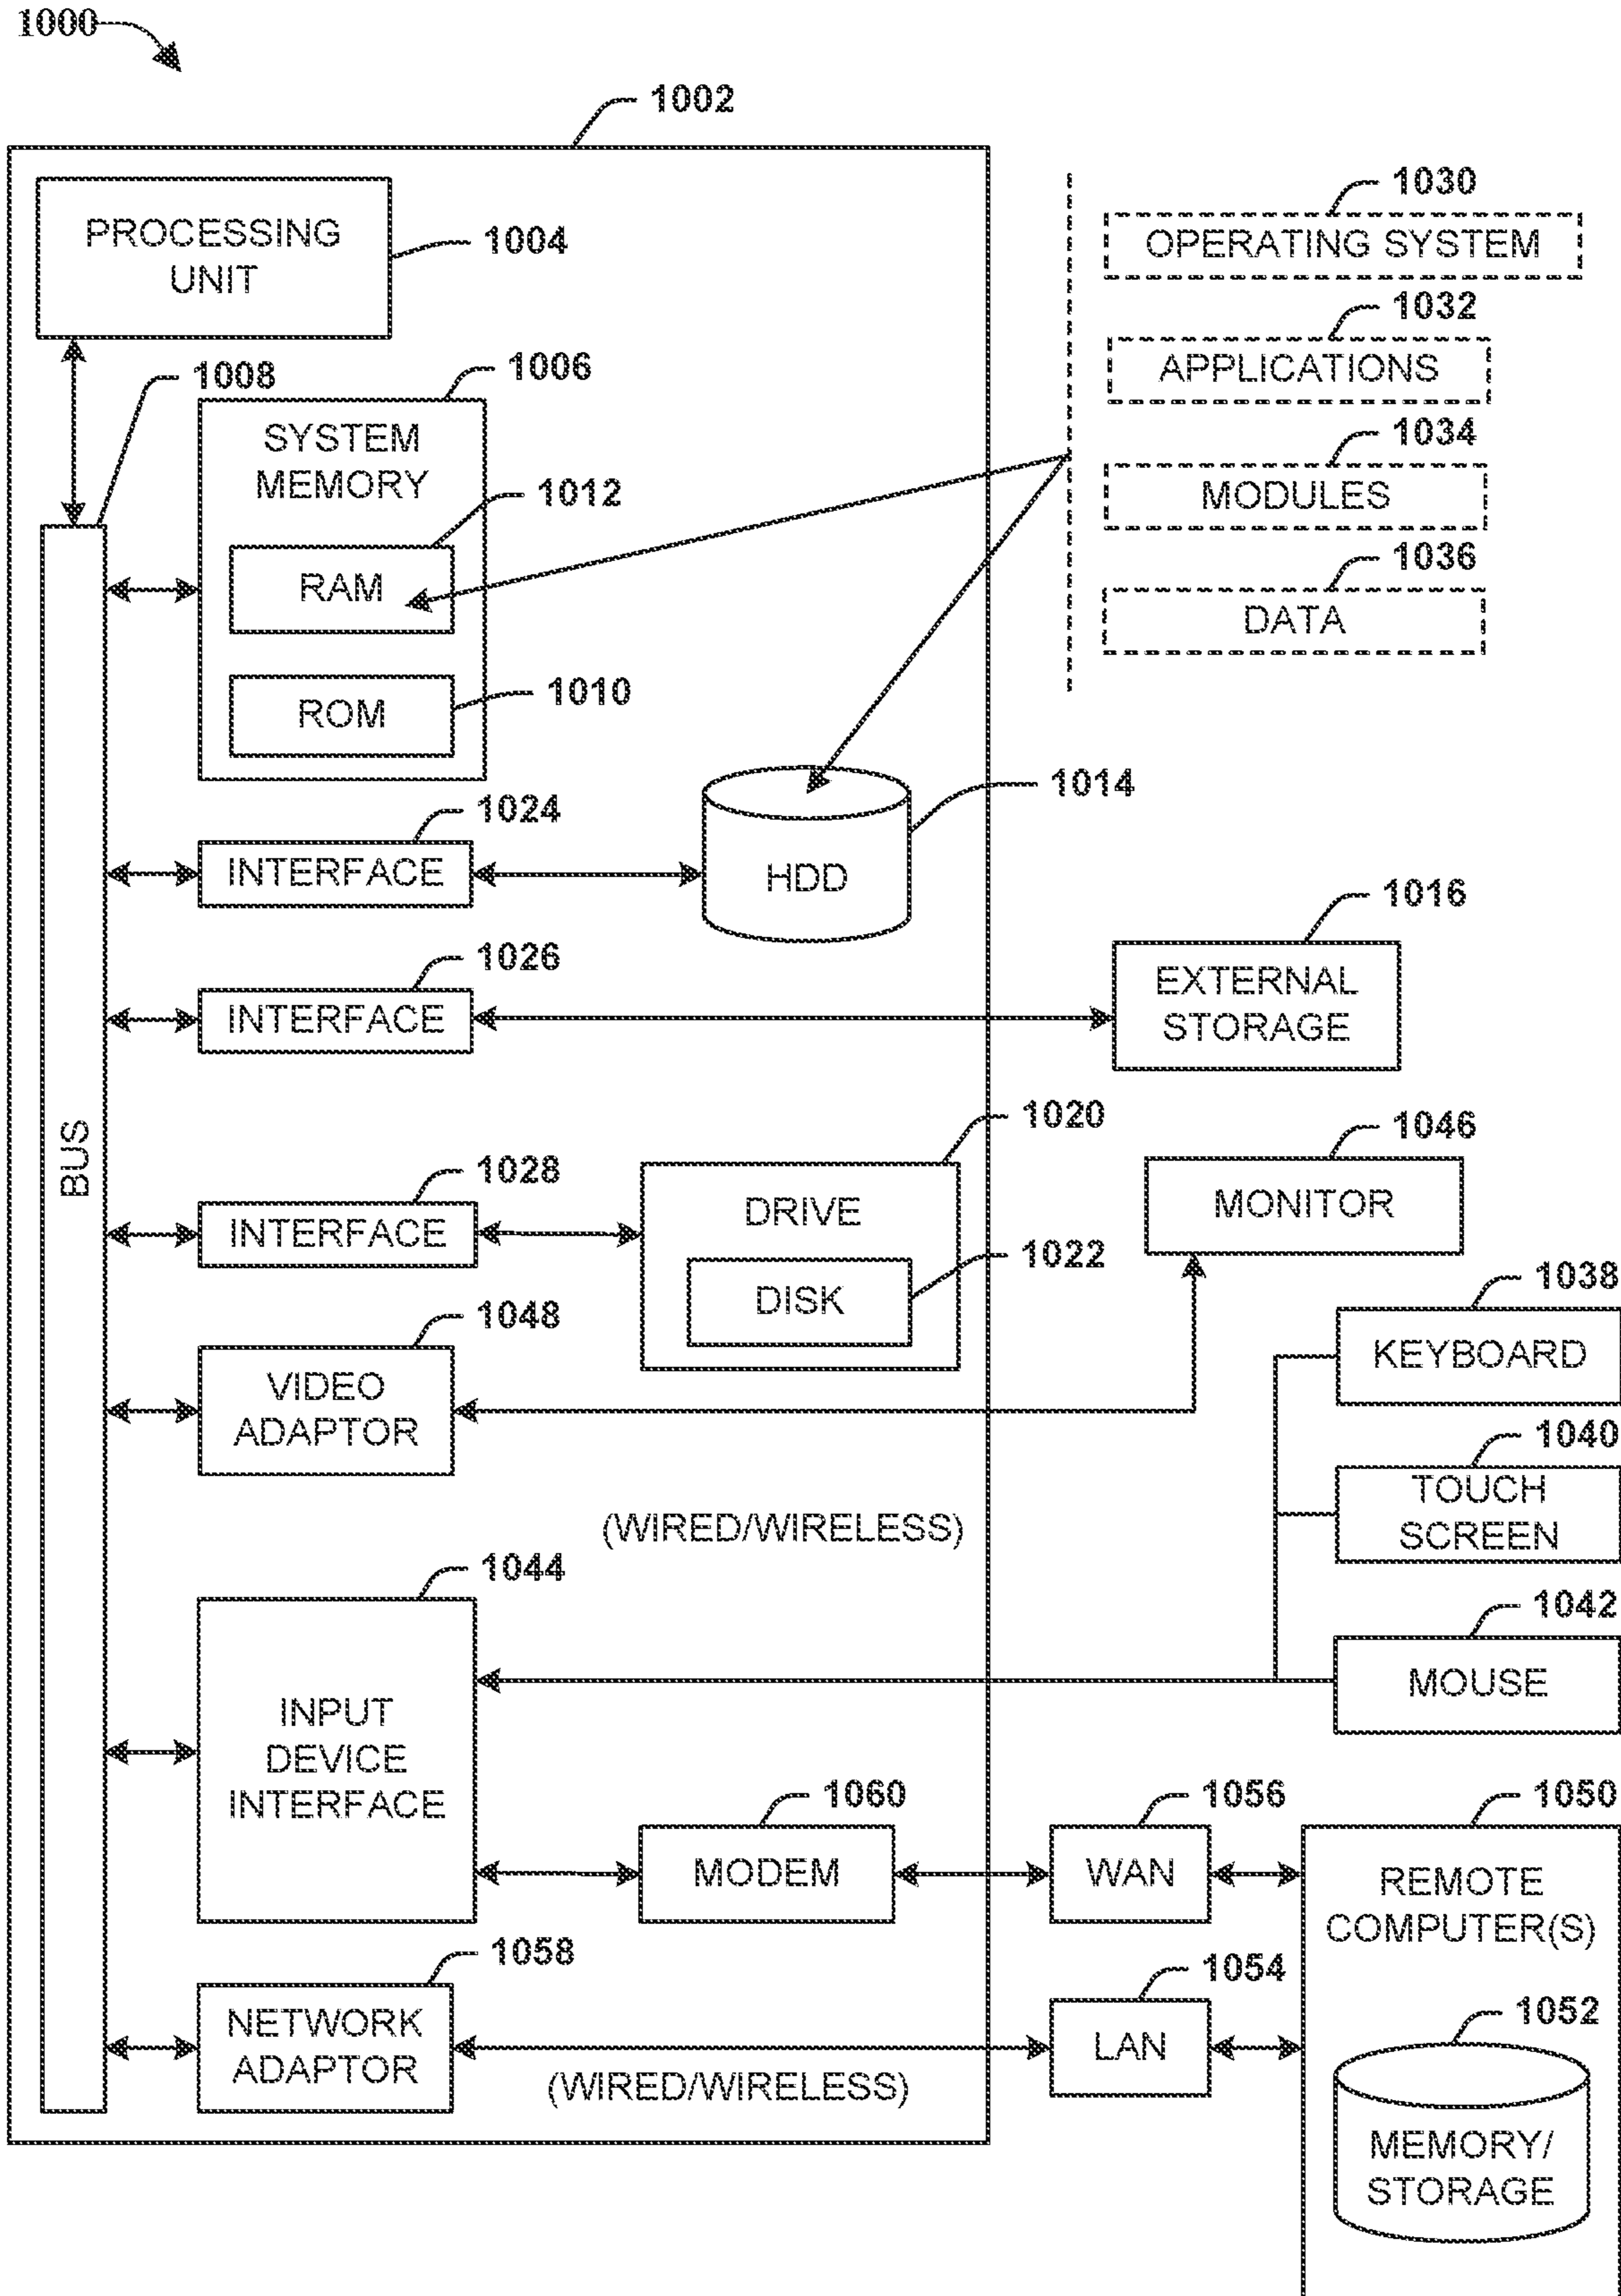 1000
1002
PROCESSING
UNIT
1004
1030
OPERATING SYSTEM
1032
APPLICATIONS
1034
MODULES
1036
DATA
1008
1006
SYSTEM
MEMORY
1012
RAM
1010
ROM
1024
INTERFACE
1014
HDD
1026
INTERFACE
1016
EXTERNAL
STORAGE
BUS
1028
INTERFACE
1020
DRIVE
1022
DISK
1046
MONITOR
1048
VIDEO
ADAPTOR
1038
KEYBOARD
1040
TOUCH
SCREEN
(WIRED/WIRELESS)
1044
INPUT
DEVICE
INTERFACE
1042
MOUSE
1060
MODEM
1056
WAN
1050
REMOTE
COMPUTER(S)
1058
NETWORK
ADAPTOR
(WIRED/WIRELESS)
1054
LAN
1052
MEMORY/
STORAGE